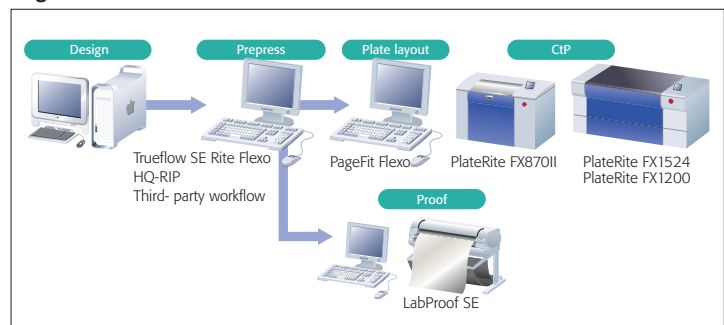 Design
Prepress
Plate layout
CtP
Trueflow SE Rite Flexo
HQ-RIP
Third- party workflow
PageFit Flexo
PlateRite FX870II
PlateRite FX1524
PlateRite FX1200
Proof
LabProof SE